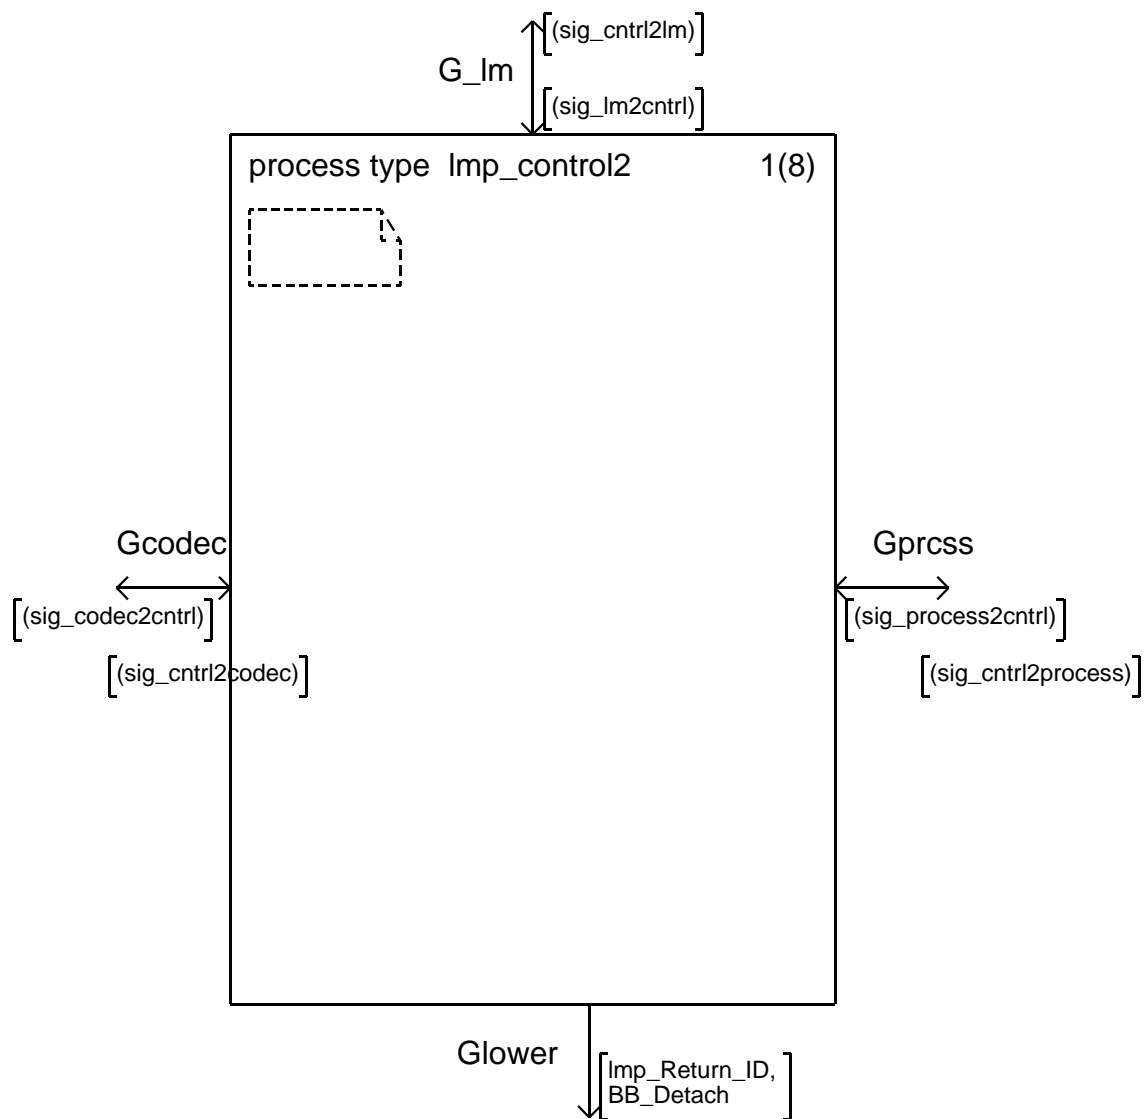 (sig_cntrl2lm)
G_lm
(sig_lm2cntrl)
process type lmp_control2 1(8)
Gcodec
Gprcss
(sig_codec2cntrl)
(sig_process2cntrl)
(sig_cntrl2codec)
(sig_cntrl2process)
Glower
lmp_Return_ID,
BB_Detach